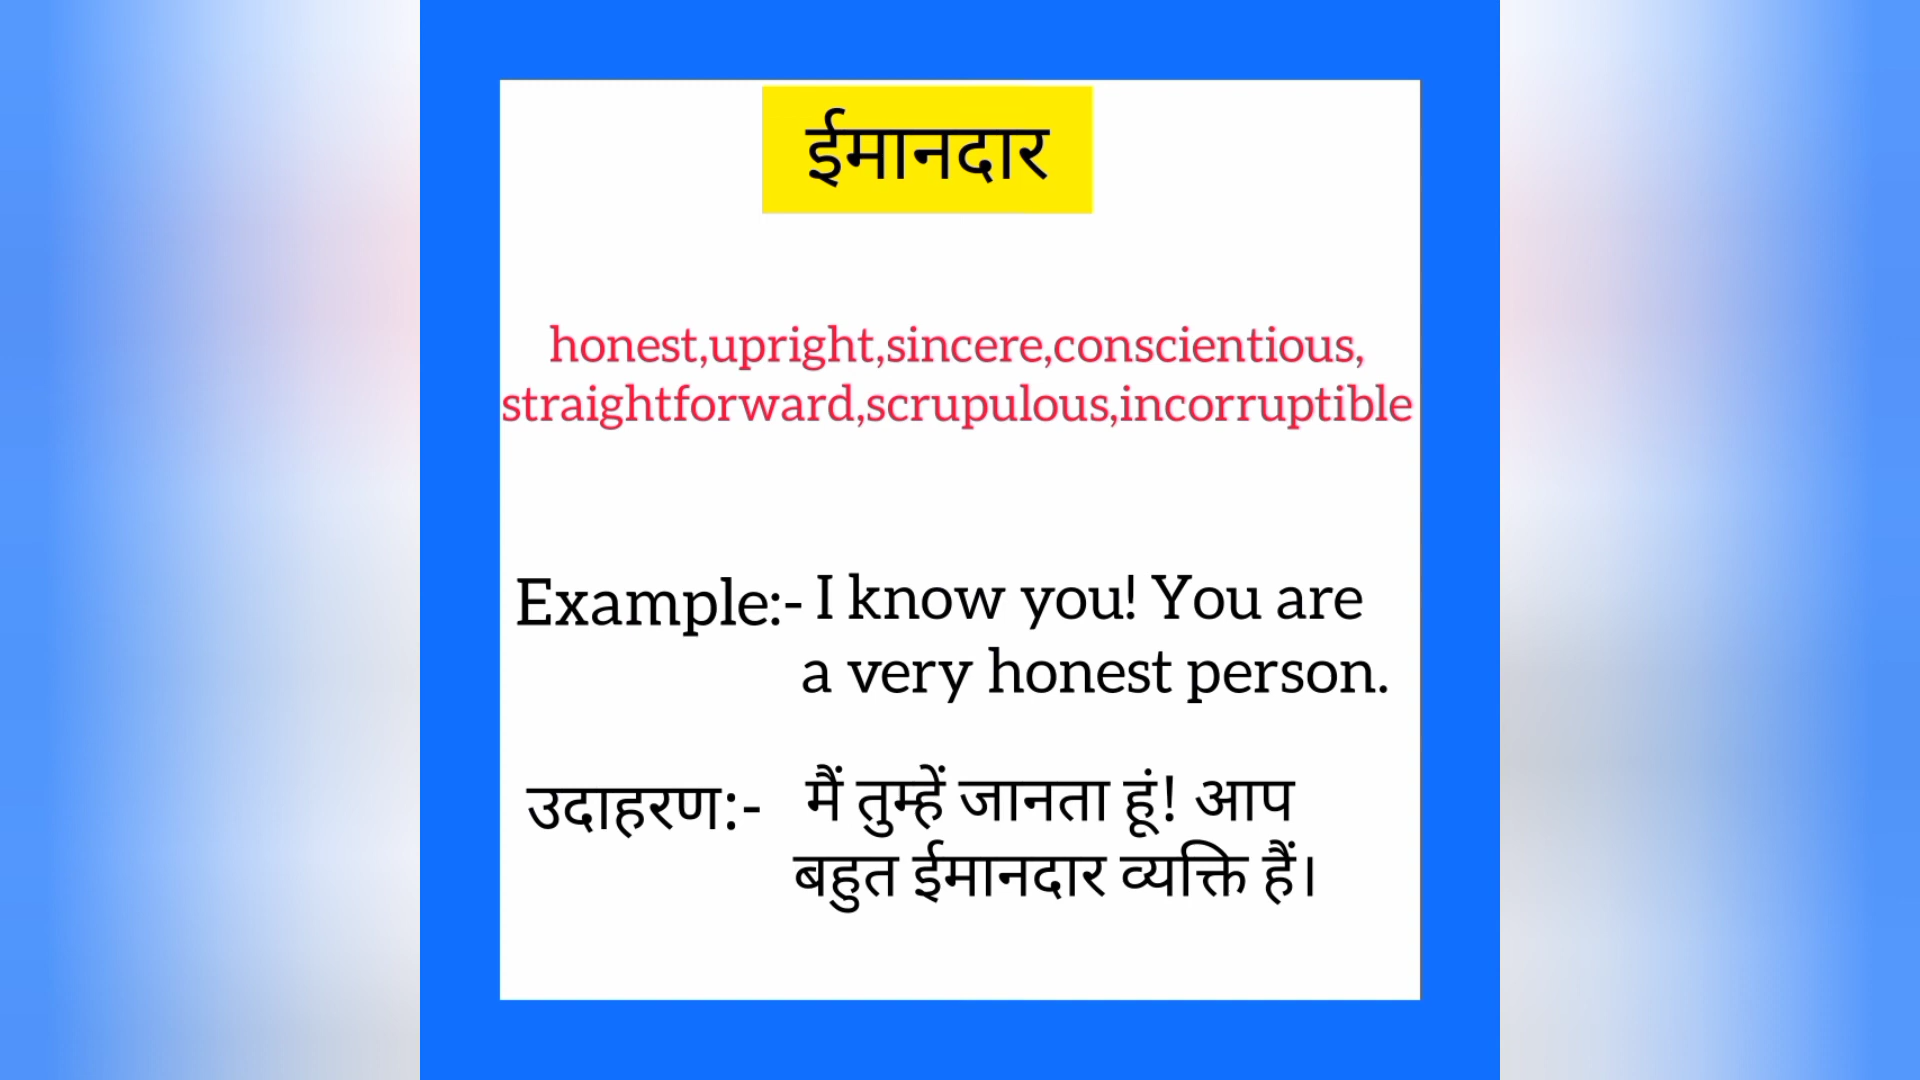 ईमानदार
honest,upright,sincere,conscientious,
straightforward,scrupulous,incorruptible
Example:- I know you! You are
a very honest person.
उदाहरण:- मैं तुम्हें जानता हूं! आप
बहुत ईमानदार व्यक्ति हैं।